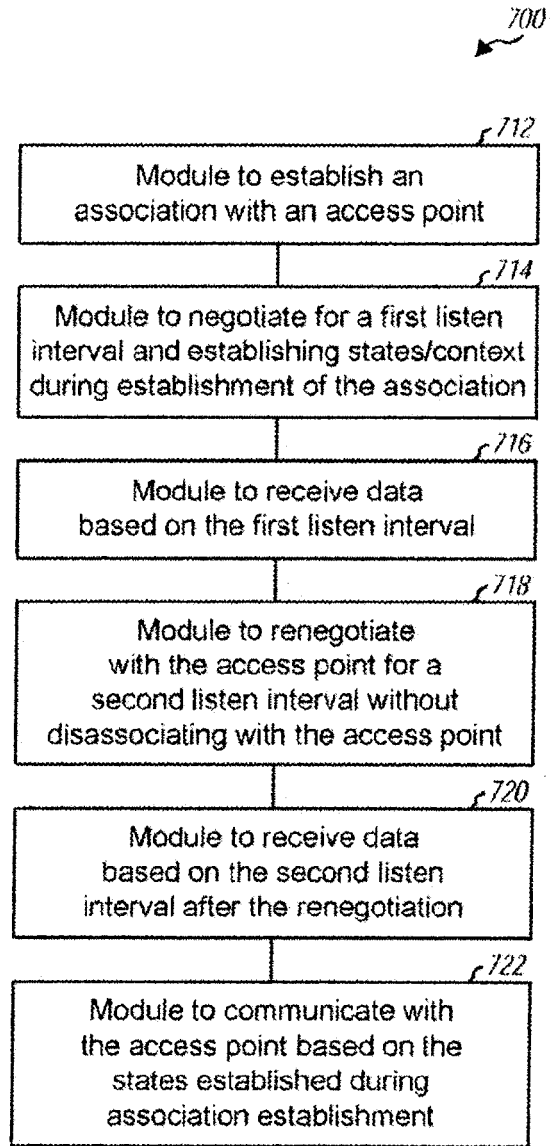 700
712
Module to establish an
association with an access point
714
Module to negotiate for a first listen
interval and establishing states/context
during establishment of the association
716
Module to receive data
based on the first listen interval
718
Module to renegotiate
with the access point for a
second listen interval without
disassociating with the access point
720
Module to receive data
based on the second listen
interval after the renegotiation
722
Module to communicate with
the access point based on the
states established during
association establishment